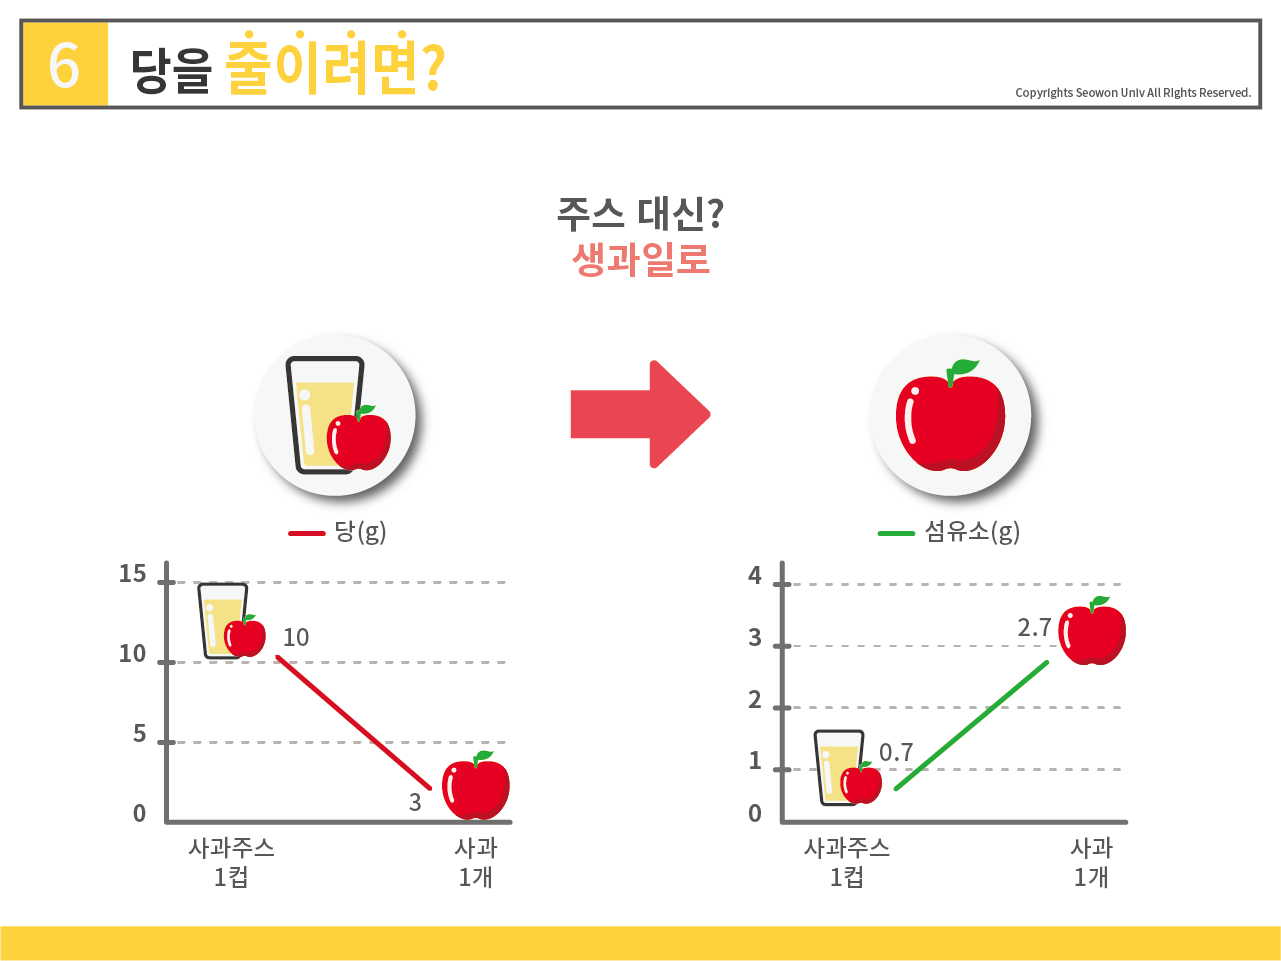 6
당을 줄이려면?
Copyrights Seowon Univ All Rights Reserved.
주스 대신?
생과일로
당(g)
15
10
5
0
10
3
사과주스
1컵
사과
1개
섬유소(g)
4
3
2
1
0
2.7
0.7
사과주스
1컵
사과
1개